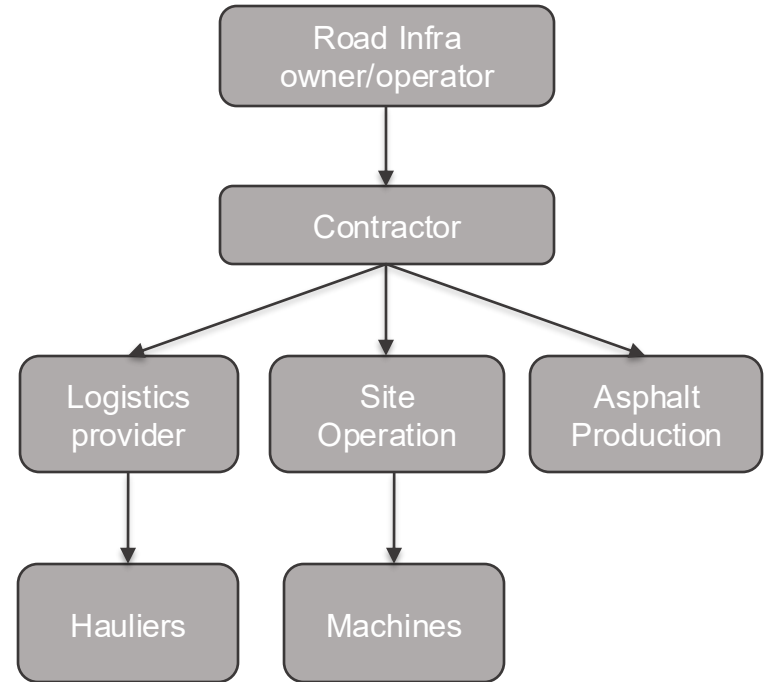 Road Infra
owner/operator
Contractor
Logistics
provider
Site
Operation
Asphalt
Production
Hauliers
Machines